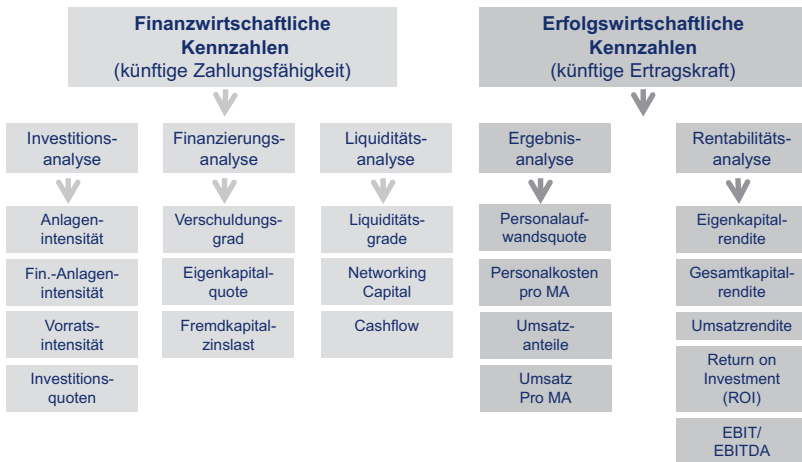 Finanzwirtschaftliche
Kennzahlen
(künftige Zahlungsfähigkeit)
Erfolgswirtschaftliche
Kennzahlen
(künftige Ertragskraft)
Investitions-
analyse
Finanzierungs-
analyse
Liquiditäts-
analyse
Ergebnis-
analyse
Rentabilitäts-
analyse
Anlagen-
intensität
Fin.-Anlagen-
intensität
Vorrats-
intensität
Investitions-
quoten
Verschuldungs-
grad
Eigenkapital-
quote
Fremdkapital-
zinslast
Liquiditäts-
grade
Networking
Capital
Cashflow
Personalauf-
wandsquote
Personalkosten
pro MA
Umsatz-
anteile
Umsatz
Pro MA
Eigenkapital-
rendite
Gesamtkapital-
rendite
Umsatzrendite
Return on
Investment
(ROI)
EBIT/
EBITDA